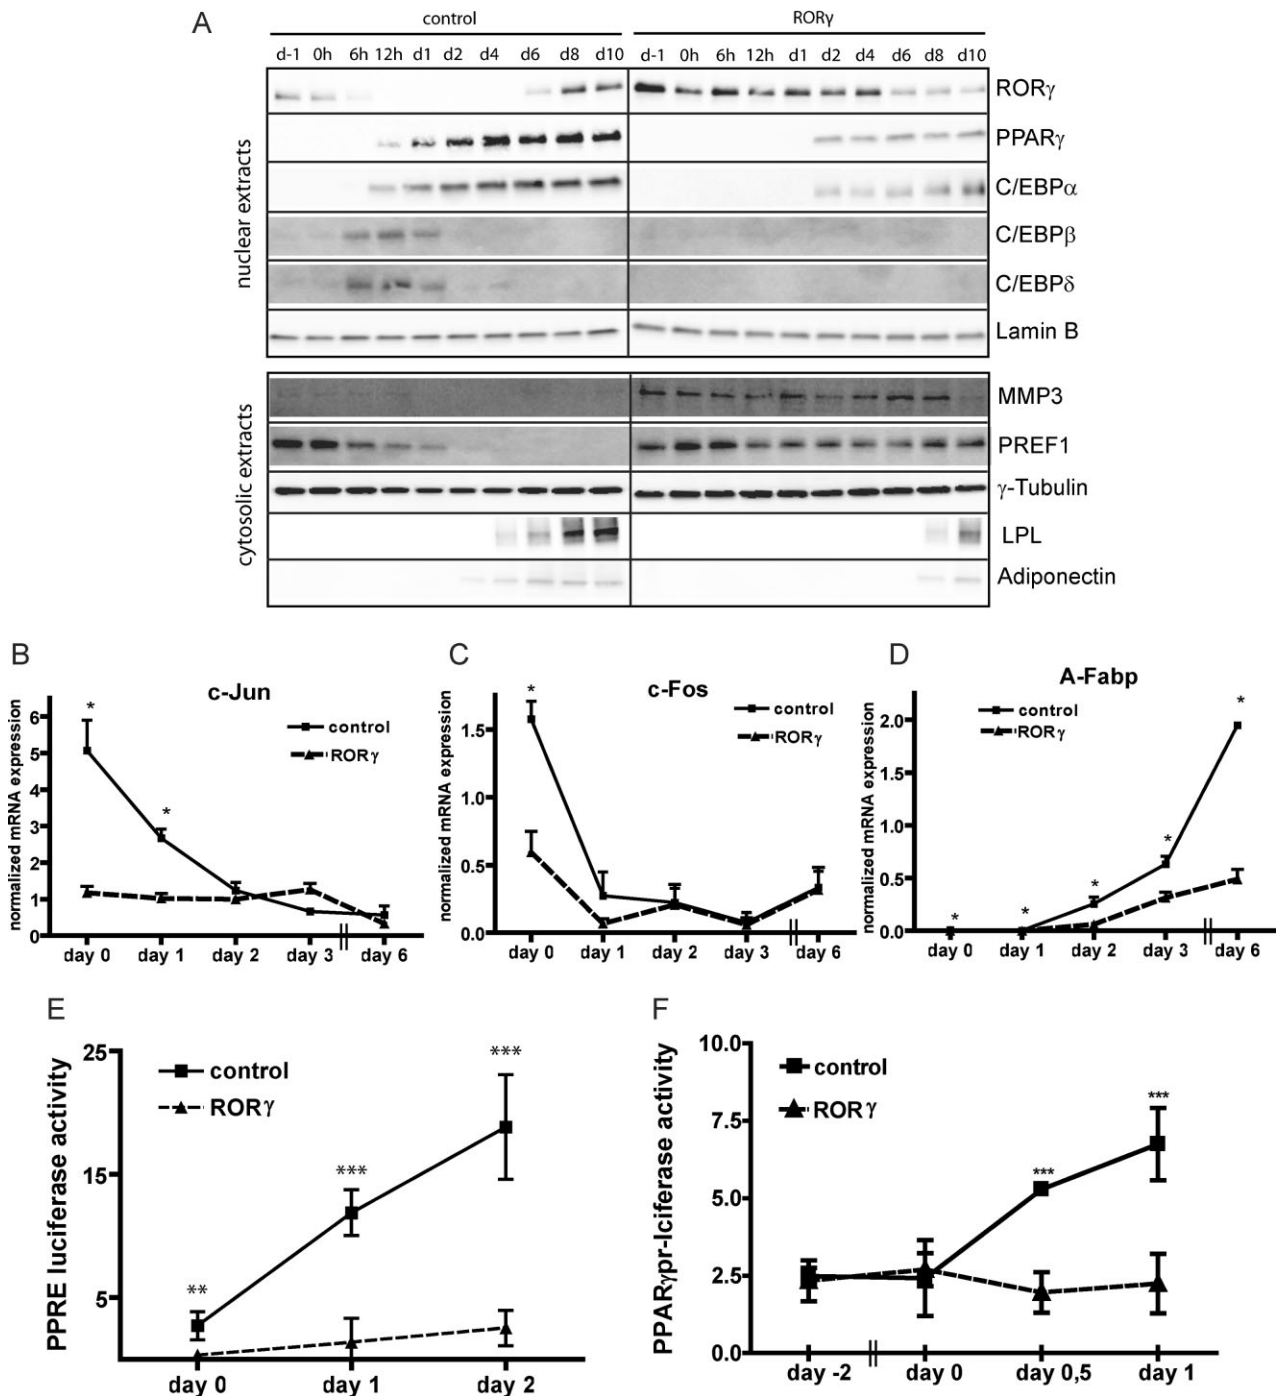 A
control
RORγ
d-1 0h 6h 12h d1 d2 d4 d6 d8 d10
d-1 0h 6h 12h d1 d2 d4 d6 d8 d10
nuclear extracts
RORγ
PPARγ
C/EBPα
C/EBPβ
C/EBPδ
Lamin B
cytosolic extracts
MMP3
PREF1
γ-Tubulin
LPL
Adiponectin
B
c-Jun
normalized mRNA expression
6
5
4
3
2
1
0
*
*
control
RORγ
day 0 day 1 day 2 day 3 day 6
C
c-Fos
normalized mRNA expression
1.5
1.0
0.5
0.0
*
control
RORγ
day 0 day 1 day 2 day 3 day 6
D
A-Fabp
normalized mRNA expression
2.0
1.5
1.0
0.5
0.0
control
RORγ
* * * * *
day 0 day 1 day 2 day 3 day 6
E
PPRE luciferase activity
25
15
5
control
RORγ
** *** ***
day 0 day 1 day 2
F
PPARγpr-lciferase activity
10.0
7.5
5.0
2.5
0.0
control
RORγ
*** ***
day -2 day 0 day 0,5 day 1